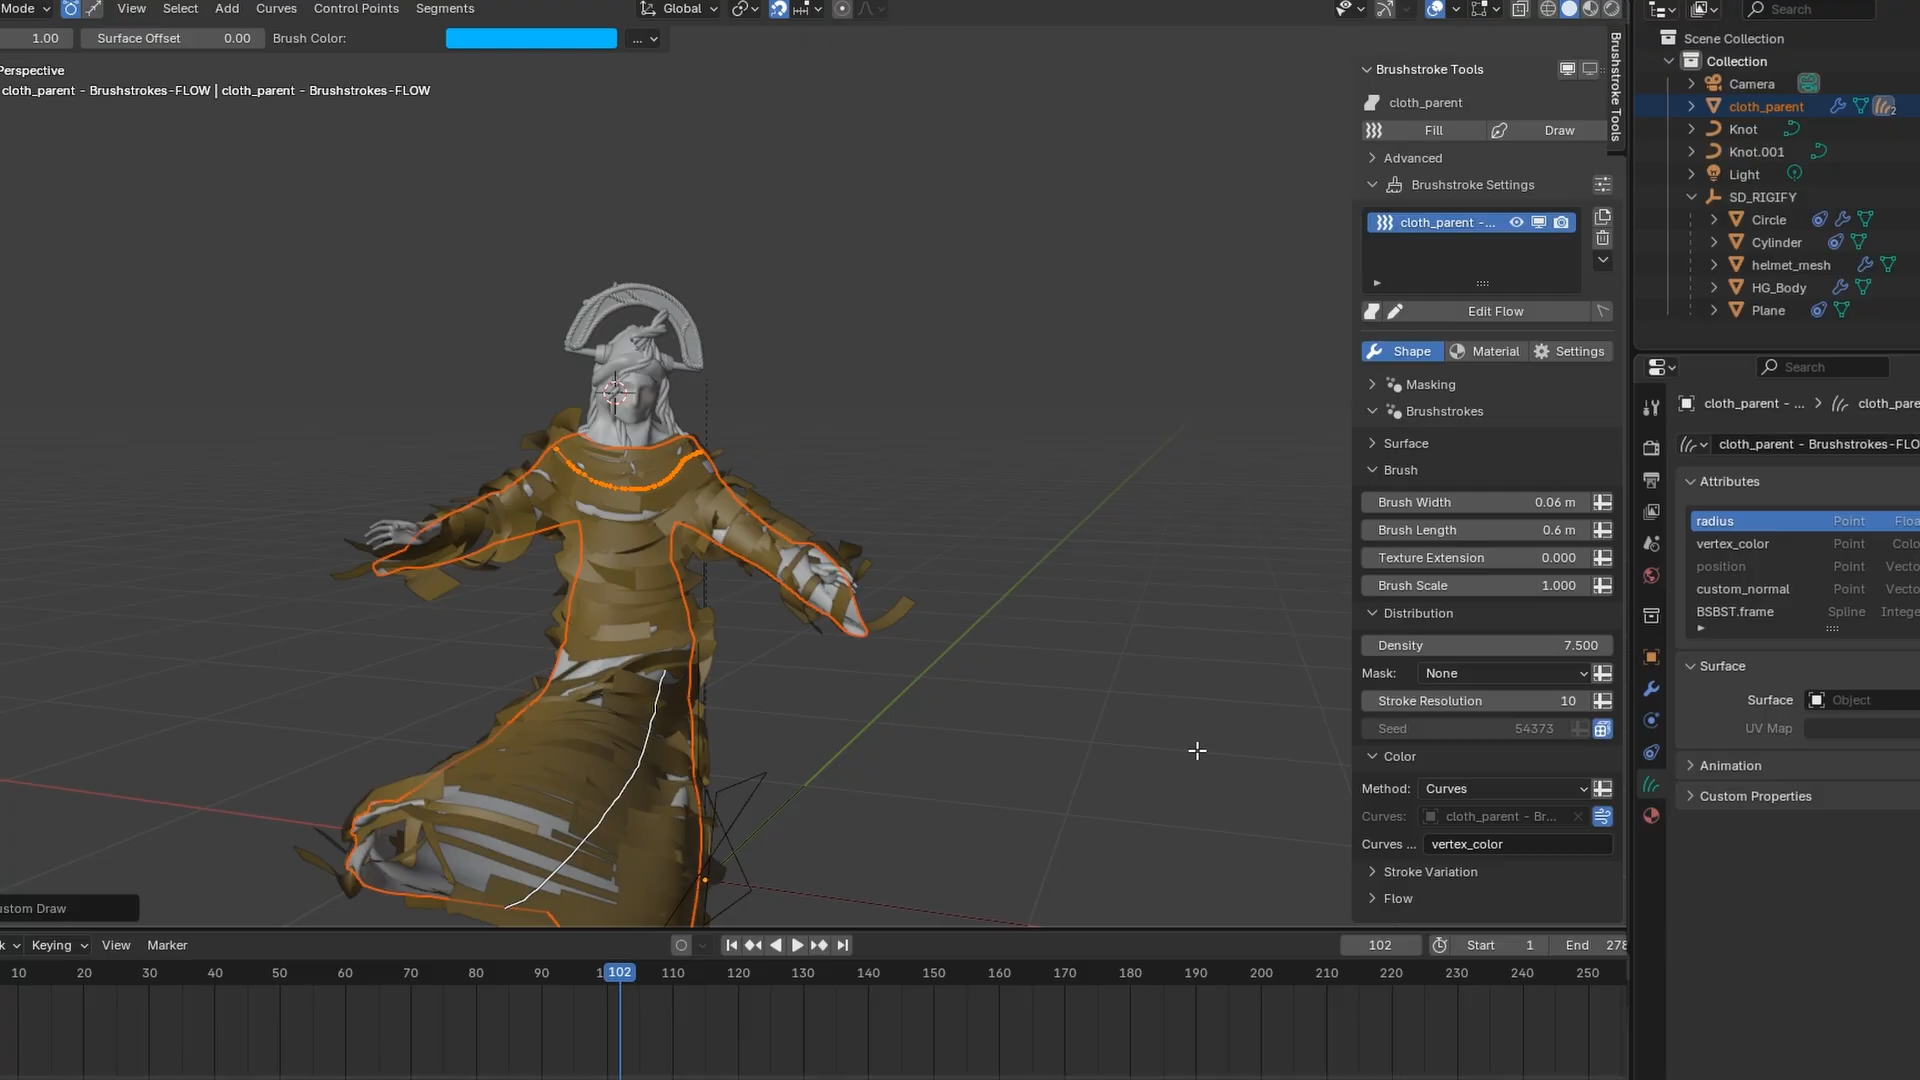 Mode View Select Add Curves Control Points Segments Global
1.00 Surface Offset 0.00 Brush Color: ...
Perspective
cloth_parent - Brushstrokes-FLOW | cloth_parent - Brushstrokes-FLOW
ustom Draw
Brushstroke Tools
Brushstroke Tools
cloth_parent
Fill Draw
Advanced
Brushstroke Settings
cloth_parent -...
Edit Flow
Shape Material Settings
Masking
Brushstrokes
Surface
Brush
Brush Width 0.06 m
Brush Length 0.6 m
Texture Extension 0.000
Brush Scale 1.000
Distribution
Density 7.500
Mask: None
Stroke Resolution 10
Seed 54373
Color
Method: Curves
Curves: cloth_parent - Br...
Curves ... vertex_color
Stroke Variation
Flow
Search
Scene Collection
Collection
Camera
cloth_parent 2
Knot
Knot.001
Light
SD_RIGIFY
Circle
Cylinder
helmet_mesh
HG_Body
Plane
Search
cloth_parent - ... cloth_pare
cloth_parent - Brushstrokes-FLO
Attributes
radius Point Floa
vertex_color Point Colo
position Point Vecto
custom_normal Point Vecto
BSBST.frame Spline Intege
Surface
Surface Object
UV Map
Animation
Custom Properties
k Keying View Marker 102 Start 1 End 278
10 20 30 40 50 60 70 80 90 1 102 110 120 130 140 150 160 170 180 190 200 210 220 230 240 250